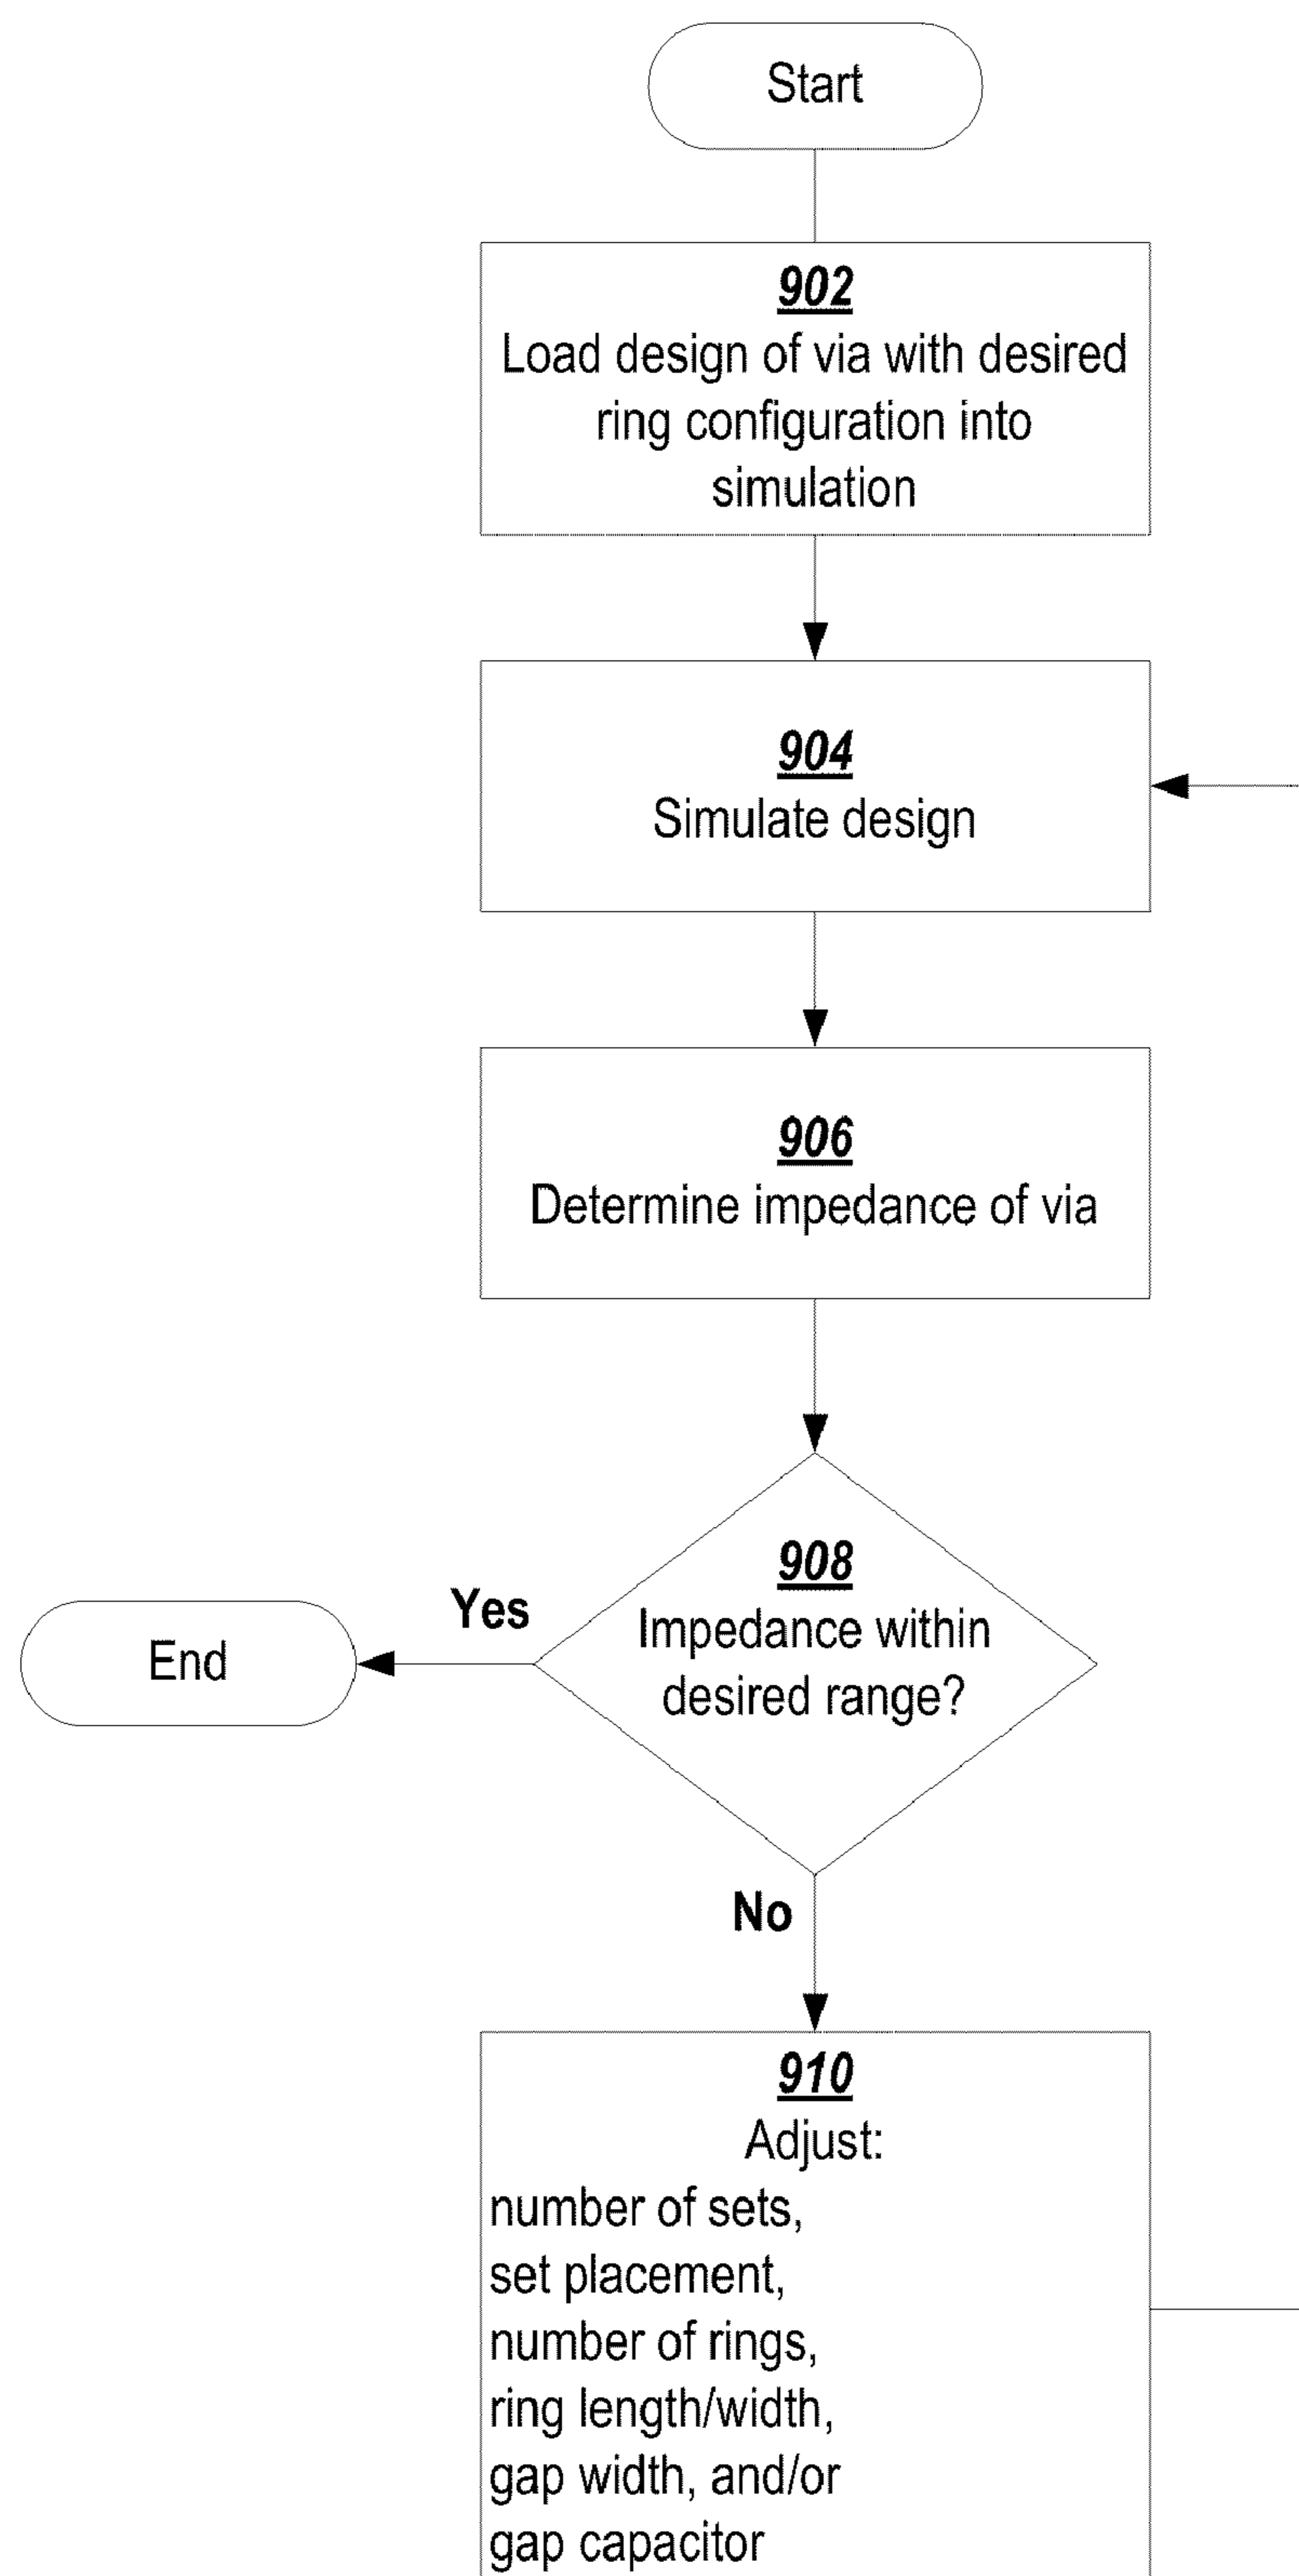 Start
902
Load design of via with desired
ring configuration into
simulation
904
Simulate design
906
Determine impedance of via
908
Impedance within
desired range?
Yes
End
No
910
Adjust:
number of sets,
set placement,
number of rings,
ring length/width,
gap width, and/or
gap capacitor